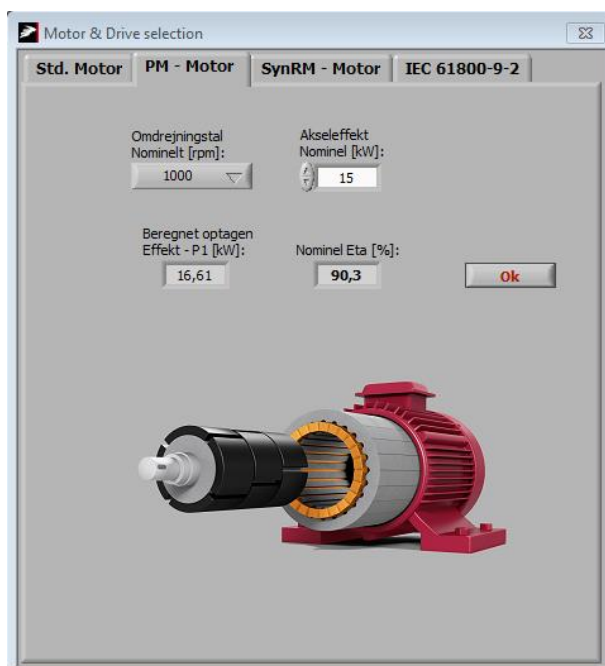 Motor & Drive selection
Std. Motor PM - Motor SynRM - Motor IEC 61800-9-2
Omdrejningstal
Nominelt [rpm]:
1000
Akseleffekt
Nominel [kW]:
15
Beregnet optagen
Effekt - P1 [kW]:
16,61
Nominel Eta [%]:
90,3
Ok